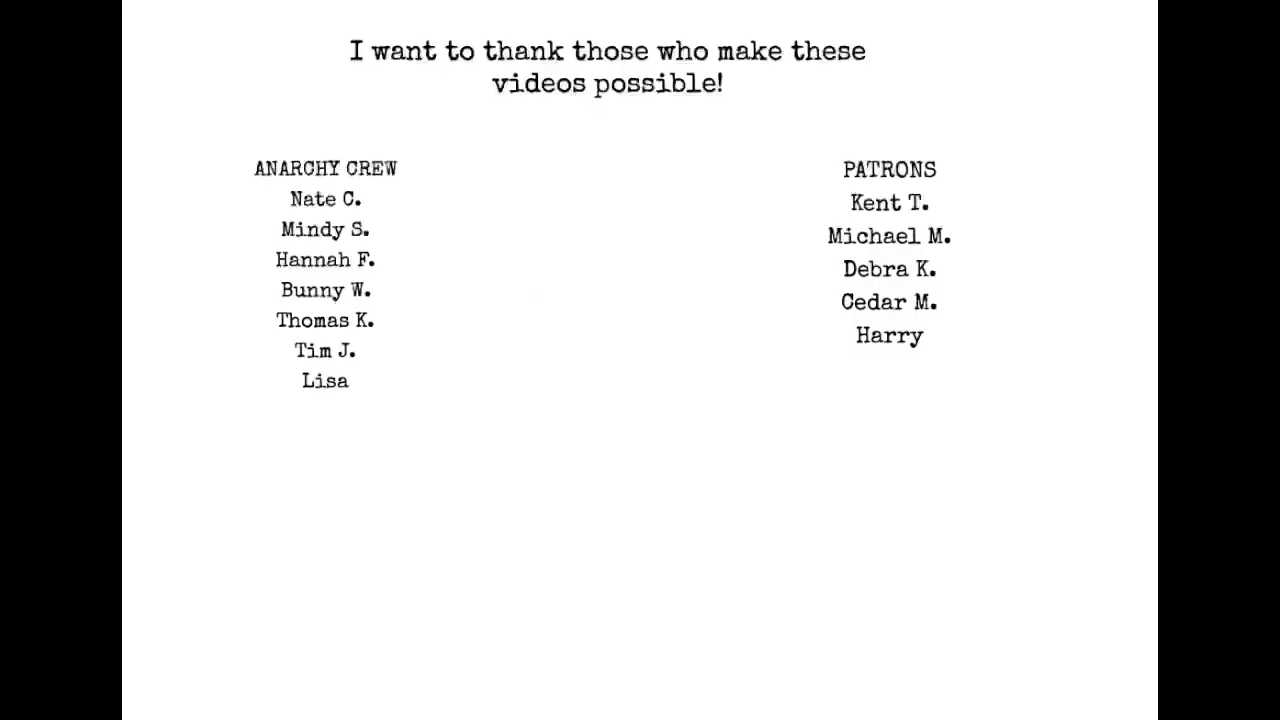 I want to thank those who make these
videos possible!
ANARCHY CREW
Nate C.
Mindy S.
Hannah F.
Bunny W.
Thomas K.
Tim J.
Lisa
PATRONS
Kent T.
Michael M.
Debra K.
Cedar M.
Harry